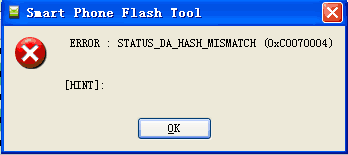 Smart Phone Flash Tool
ERROR : STATUS_DA_HASH_MISMATCH (0xC0070004)
[HINT]:
OK